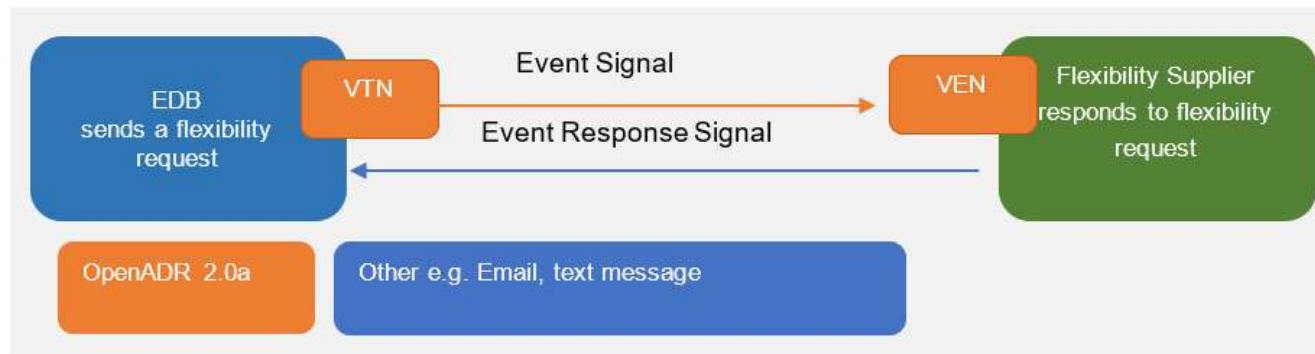 EDB
sends a flexibility
request
VTN
Event Signal
Event Response Signal
VEN
Flexibility Supplier
responds to flexibility
request
OpenADR 2.0a
Other e.g. Email, text message